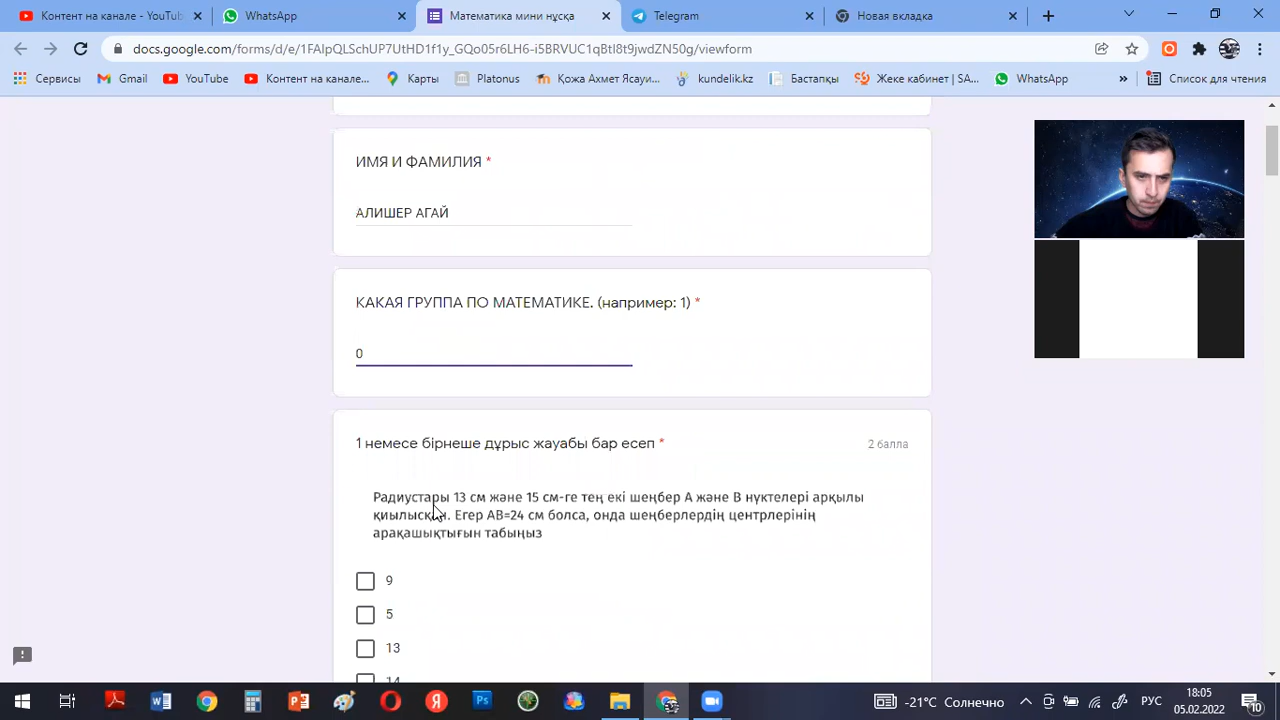 Контент на канале - YouTub
WhatsApp
Математика мини нұсқа
Telegram
Новая вкладка
docs.google.com/forms/d/e/1FAIpQLSchUP7UtHD1f1y_GQo05r6LH6-i5BRVUC1qBtI8t9jwdZN50g/viewform
Сервисы
Gmail
YouTube
Контент на канале...
Карты
Platonus
Қожа Ахмет Ясауи...
kundelik.kz
Бастапқы
Жеке кабинет | SA...
WhatsApp
»
Список для чтения
ИМЯ И ФАМИЛИЯ *
АЛИШЕР АГАЙ
КАКАЯ ГРУППА ПО МАТЕМАТИКЕ. (например: 1) *
0
1 немесе бірнеше дұрыс жауабы бар есеп *
2 балла
Радиустары 13 см және 15 см-ге тең екі шеңбер А және В нүктелері арқылы
қиылысқан. Егер АВ=24 см болса, онда шеңберлердің центрлерінің
арақашықтығын табыңыз
9
5
13
14
-21°C Солнечно
РУС
18:05
05.02.2022
10